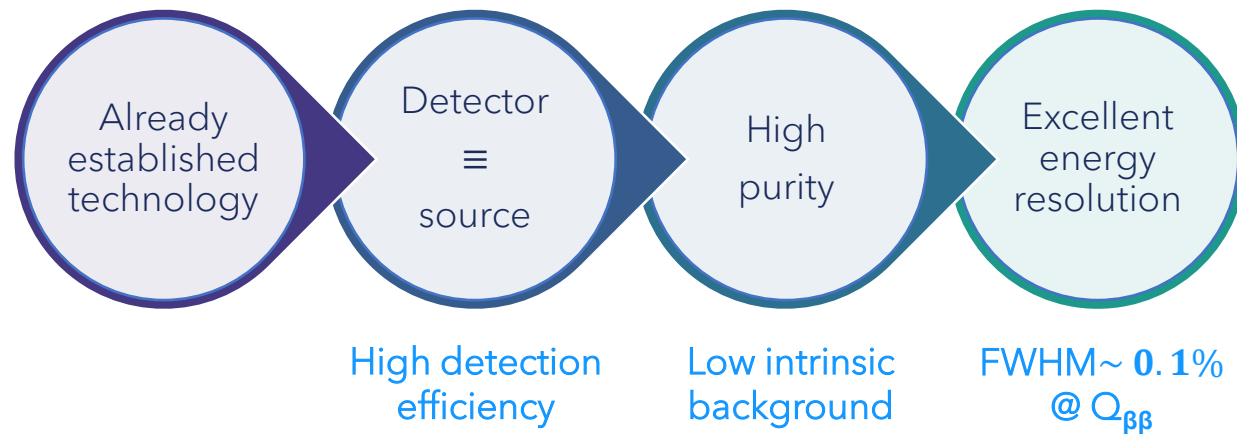 Already
established
technology
Detector
≡
source
High
purity
Excellent
energy
resolution
High detection
efficiency
Low intrinsic
background
FWHM~ 0.1%
@ Qββ